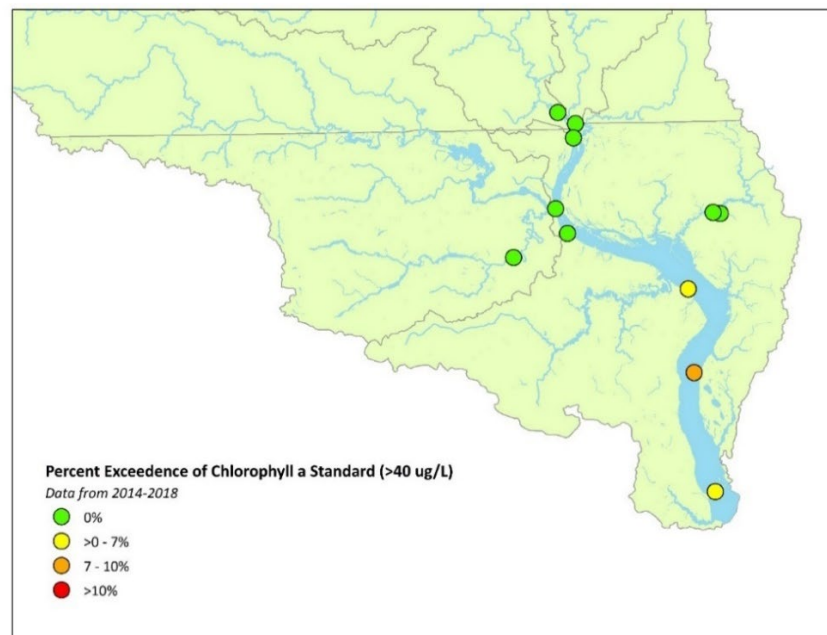 Percent Exceedence of Chlorophyll a Standard (>40 ug/L)
Data from 2014-2018
0%
>0 - 7%
7 - 10%
>10%